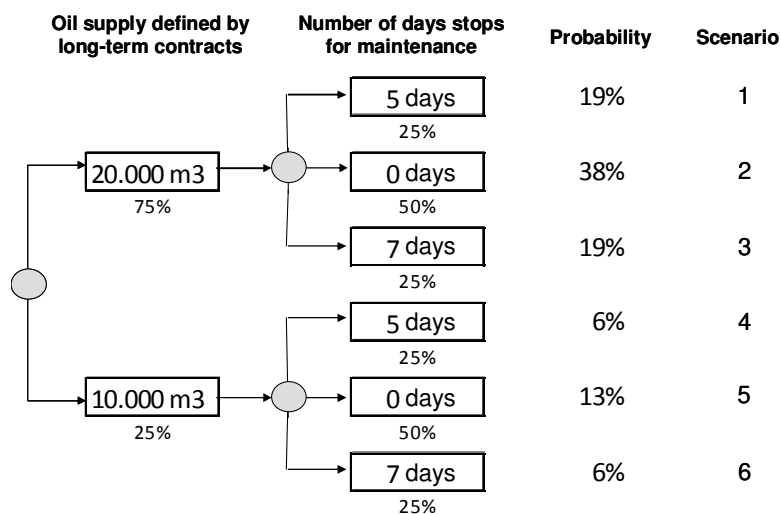 Oil supply defined by
long-term contracts
Number of days stops
for maintenance
Probability
Scenario
5 days
25%
19%
1
20.000 m3
75%
0 days
50%
38%
2
7 days
25%
19%
3
5 days
25%
6%
4
10.000 m3
25%
0 days
50%
13%
5
7 days
25%
6%
6